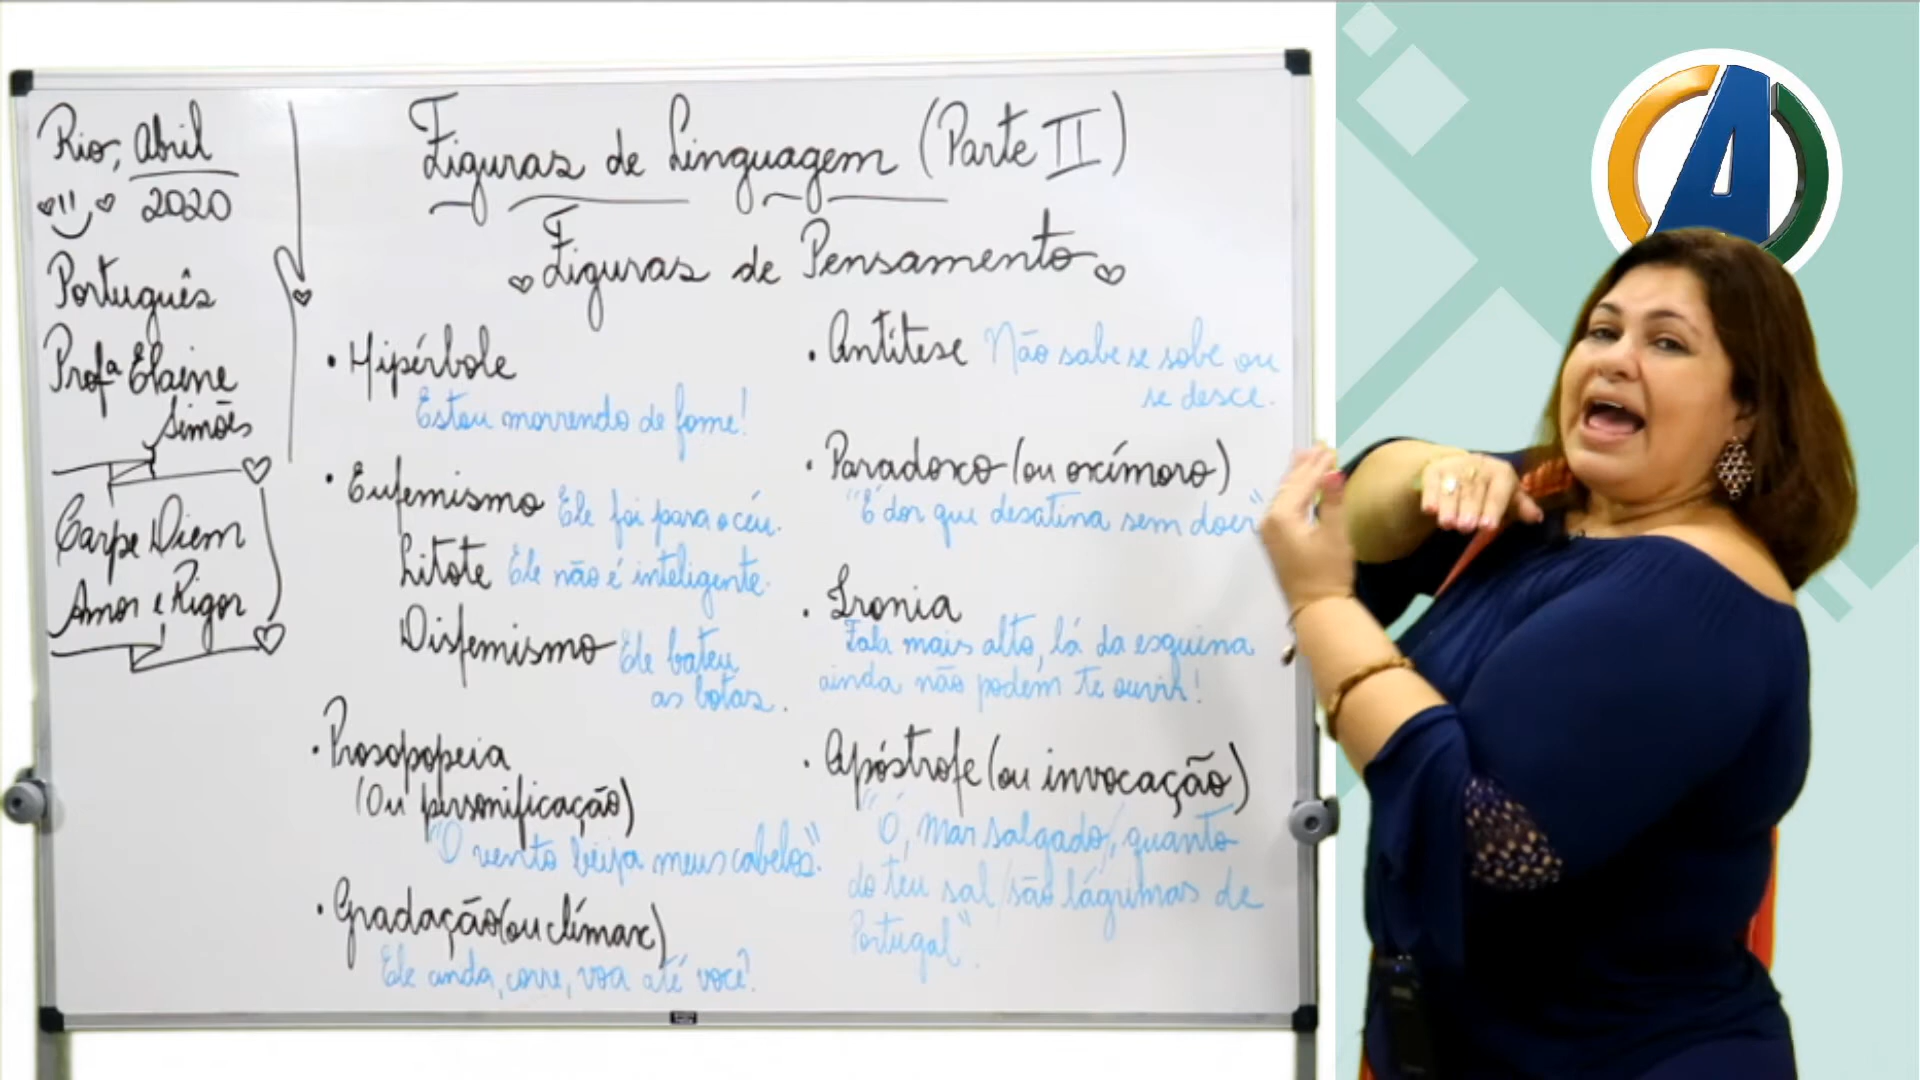 Rio, Abril
2020
Português
Profª Elaine
Simões
Carpe Diem
Amor e Rigor
Figuras de Linguagem (Parte II)
Figuras de Pensamento
• Hipérbole
Estou morrendo de fome!
• Eufemismo Ele foi para o céu.
Litote Ele não é inteligente.
Disfemismo Ele bateu
as botas.
• Prosopopeia
(Ou personificação)
"O vento beija meus cabelos".
• Gradação (ou clímax)
Ele anda, corre, voa até você!
• Antítese Não sabe se sobe ou
se desce.
• Paradoxo (ou oxímoro)
"É dor que desatina sem doer"
• Ironia
Fala mais alto, lá da esquina
ainda não podem te ouvir!
• Apóstrofe (ou invocação)
"Ó, mar salgado, quanto
do teu sal / são lágrimas de
Portugal".
A